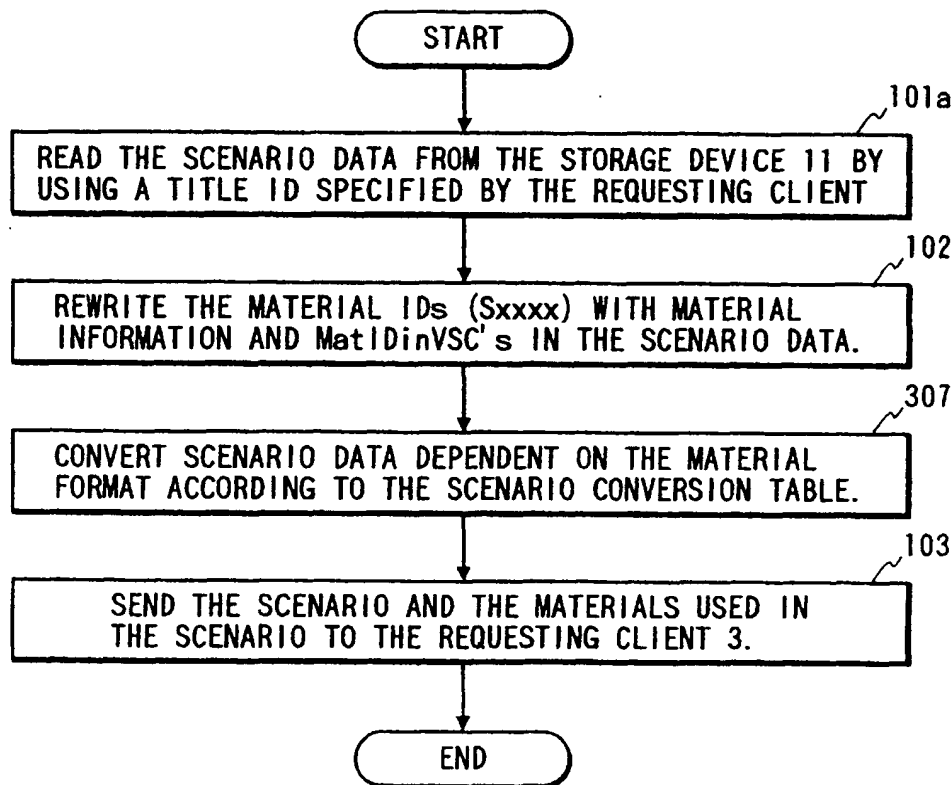 START
101a
READ THE SCENARIO DATA FROM THE STORAGE DEVICE 11 BY
USING A TITLE ID SPECIFIED BY THE REQUESTING CLIENT
102
REWRITE THE MATERIAL IDs (Sxxxx) WITH MATERIAL
INFORMATION AND MatIDinVSC's IN THE SCENARIO DATA.
307
CONVERT SCENARIO DATA DEPENDENT ON THE MATERIAL
FORMAT ACCORDING TO THE SCENARIO CONVERSION TABLE.
103
SEND THE SCENARIO AND THE MATERIALS USED IN
THE SCENARIO TO THE REQUESTING CLIENT 3.
END